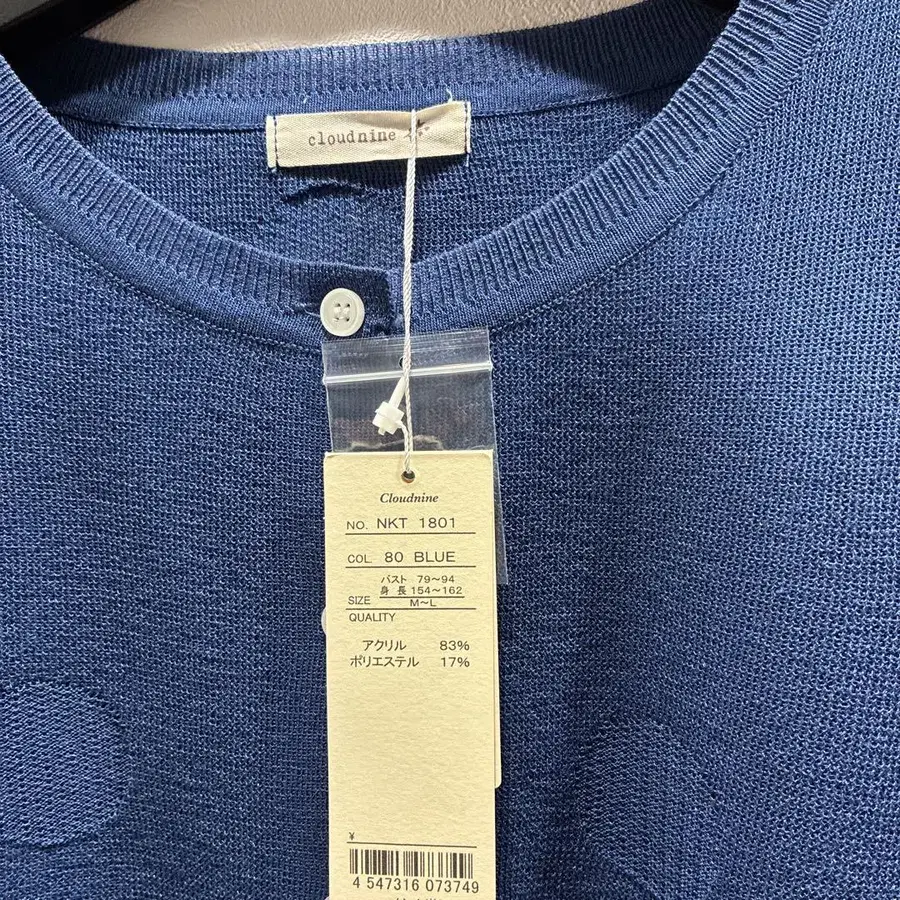 cloudnine
Cloudnine
NO. NKT 1801
COL. 80 BLUE
バスト 79～94
身 長 154～162
SIZE M～L
QUALITY
アクリル 83%
ポリエステル 17%
¥
4 547316 073749